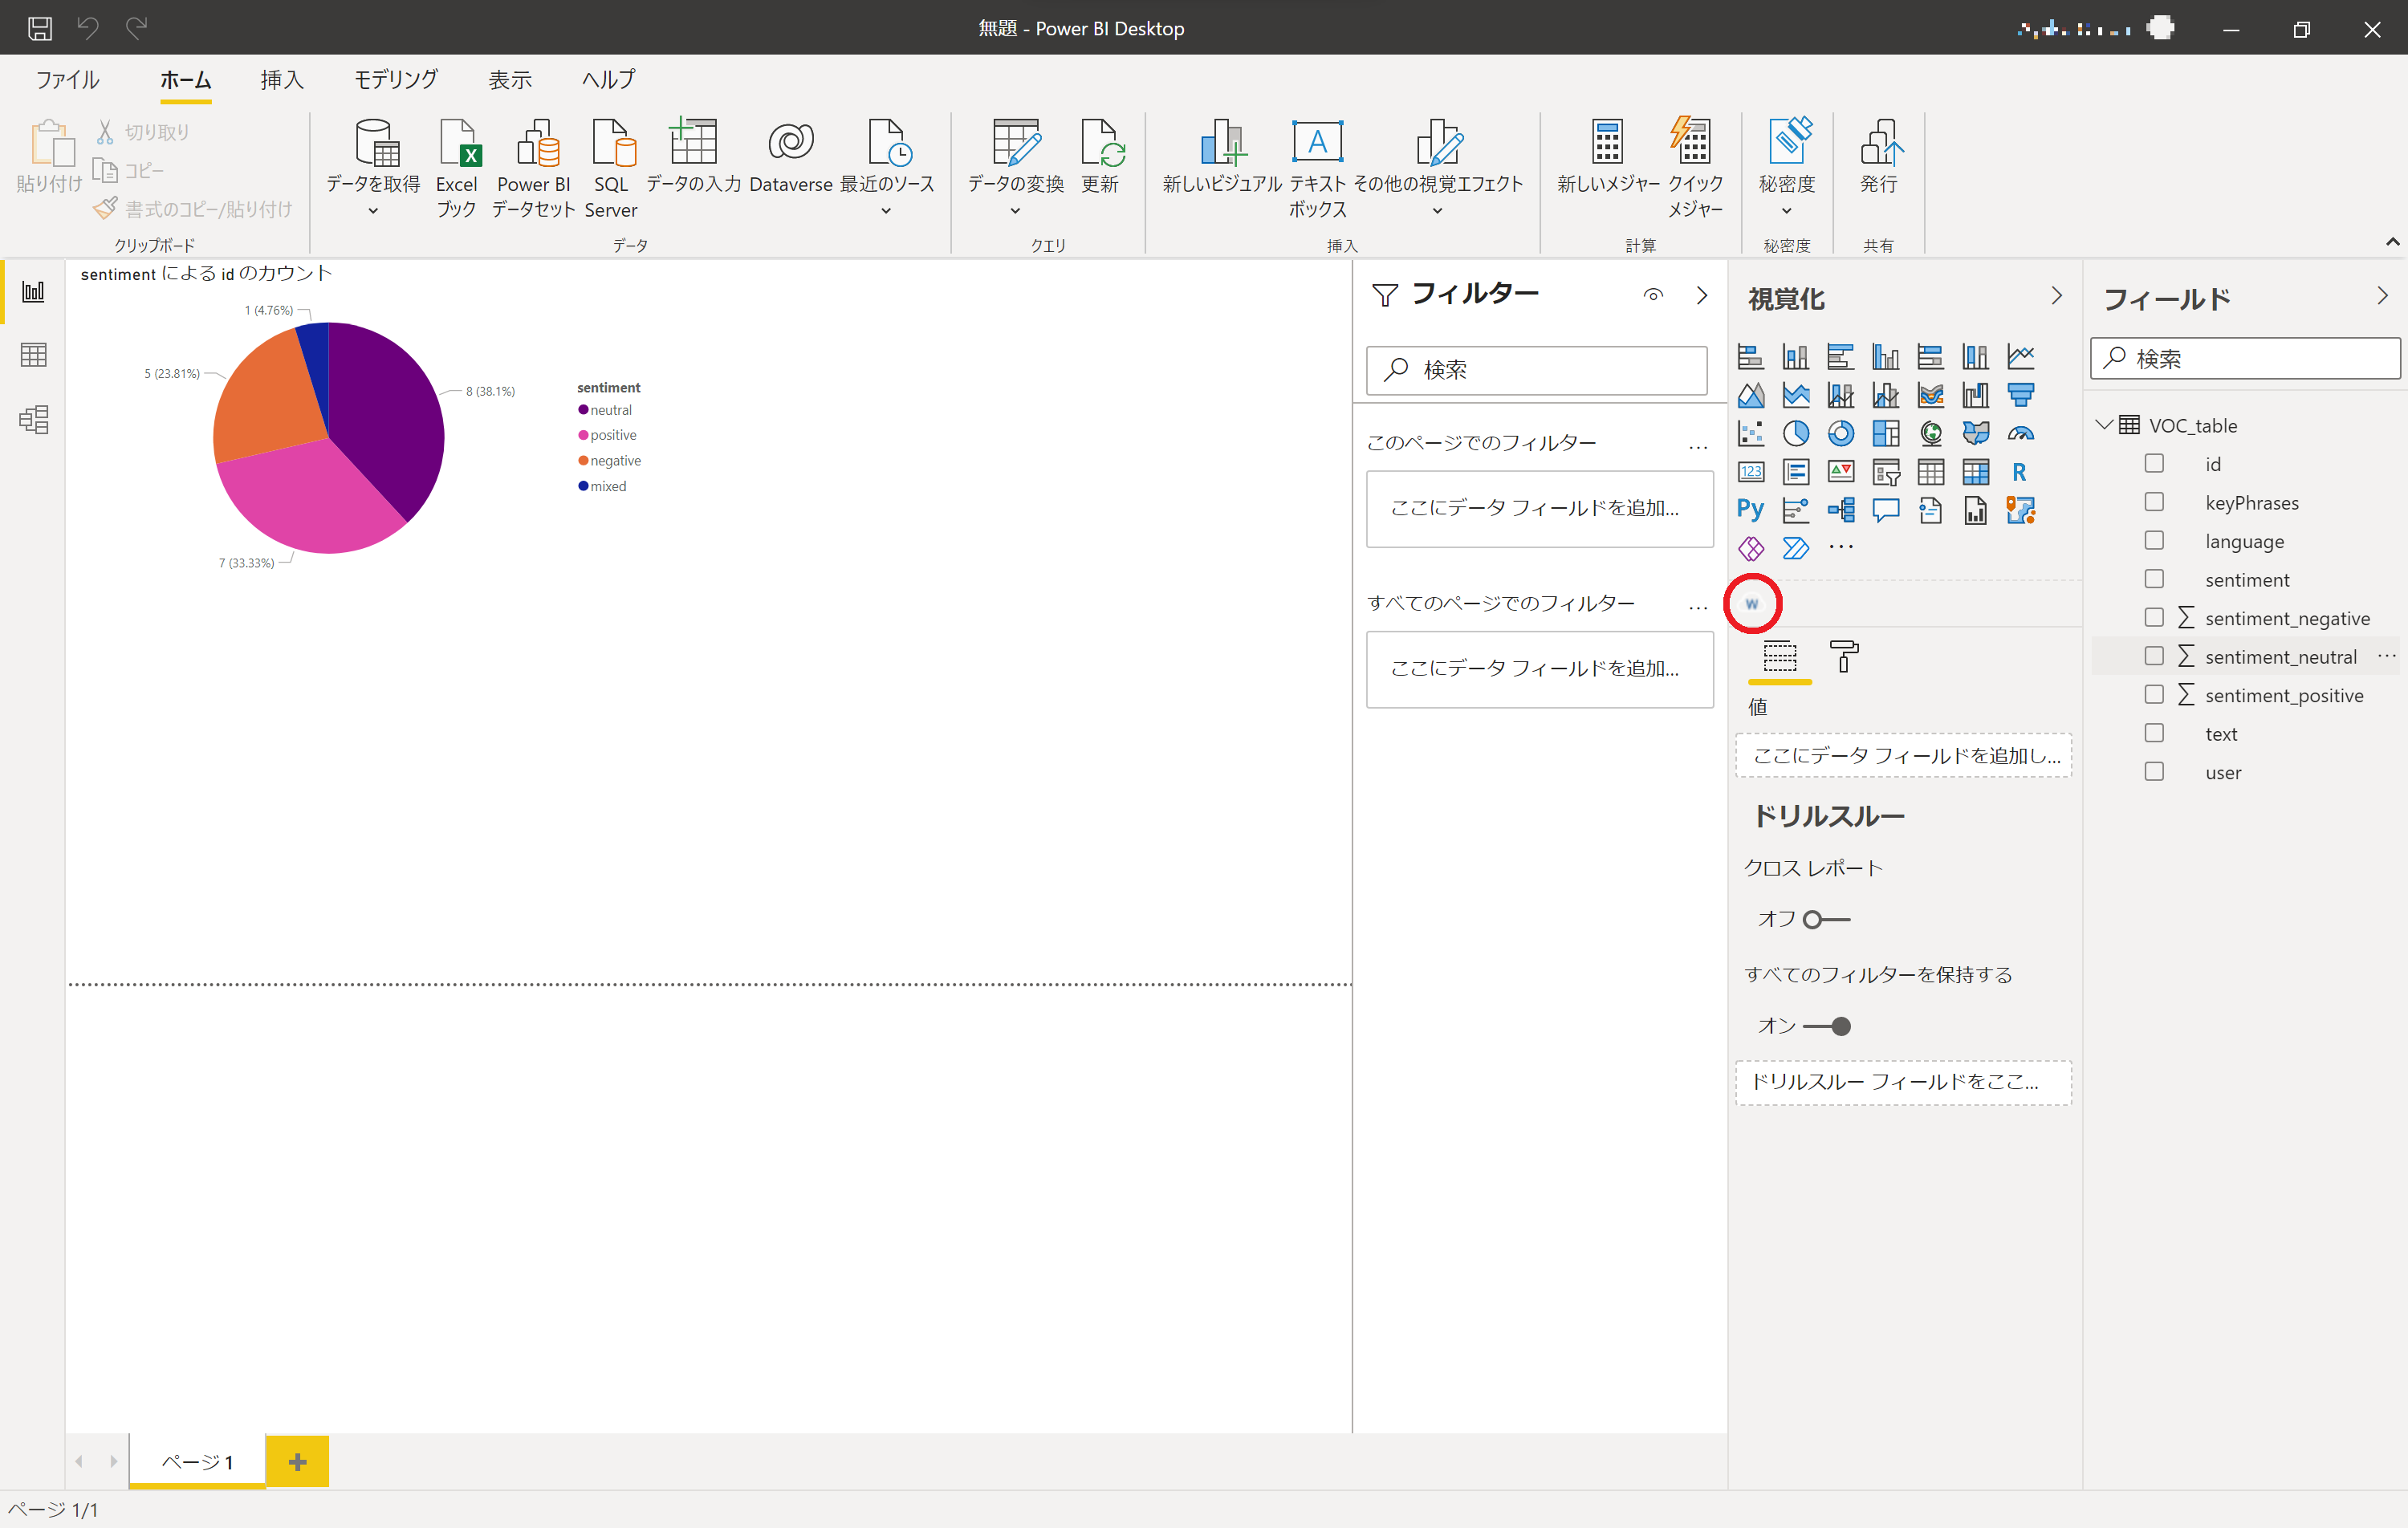 無題 - Power BI Desktop
ファイル
ホーム
挿入
モデリング
表示
ヘルプ
貼り付け
切り取り
コピー
書式のコピー/貼り付け
クリップボード
データを取得
Excel
ブック
Power BI
データセット
SQL
Server
データの入力
Dataverse
最近のソース
データ
データの変換
更新
クエリ
新しいビジュアル
テキスト
ボックス
その他の視覚エフェクト
挿入
新しいメジャー
クイック
メジャー
計算
秘密度
秘密度
発行
共有
sentiment による id のカウント
1 (4.76%)
5 (23.81%)
8 (38.1%)
7 (33.33%)
sentiment
neutral
positive
negative
mixed
フィルター
検索
このページでのフィルター
...
ここにデータ フィールドを追加...
すべてのページでのフィルター
...
ここにデータ フィールドを追加...
視覚化
123
R
Py
...
W
値
ここにデータ フィールドを追加し...
ドリルスルー
クロス レポート
オフ
すべてのフィルターを保持する
オン
ドリルスルー フィールドをここ...
フィールド
検索
VOC_table
id
keyPhrases
language
sentiment
∑ sentiment_negative
∑ sentiment_neutral ...
∑ sentiment_positive
text
user
ページ 1
ページ 1/1